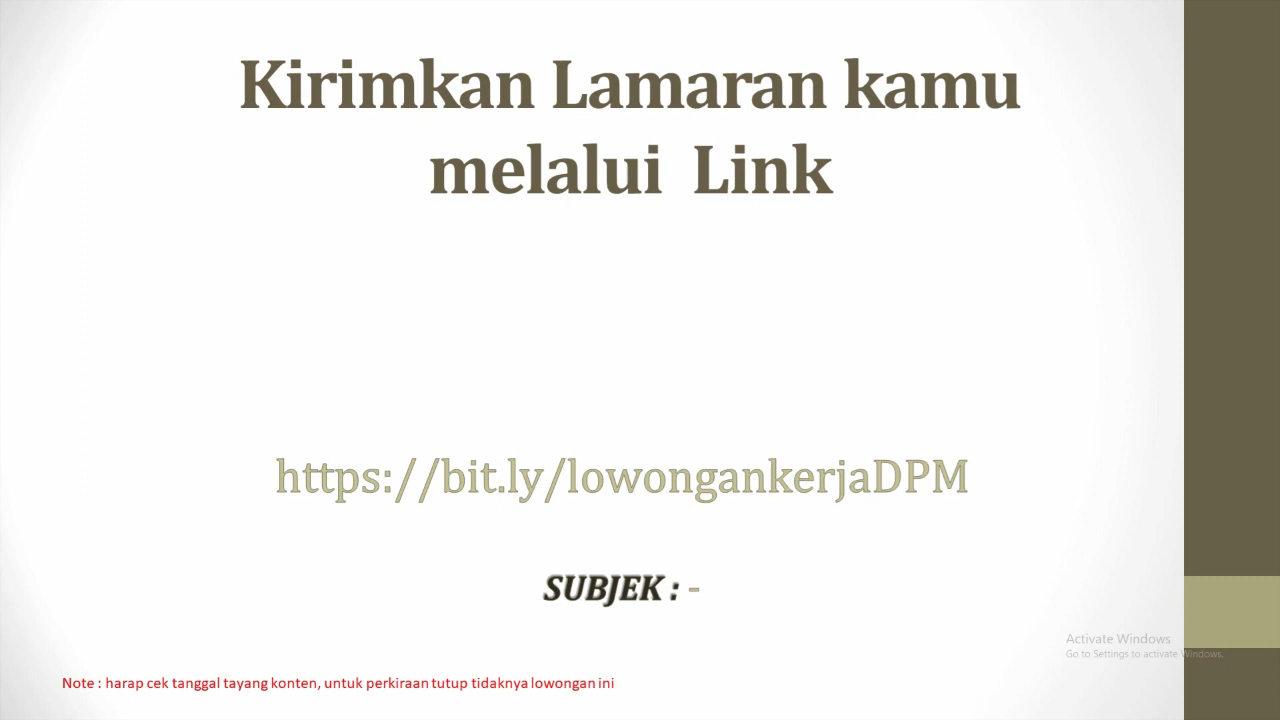 Kirimkan Lamaran kamu
melalui Link
https://bit.ly/lowongankerjaDPM
SUBJEK : -
Activate Windows
Go to Settings to activate Windows.
Note : harap cek tanggal tayang konten, untuk perkiraan tutup tidaknya lowongan ini